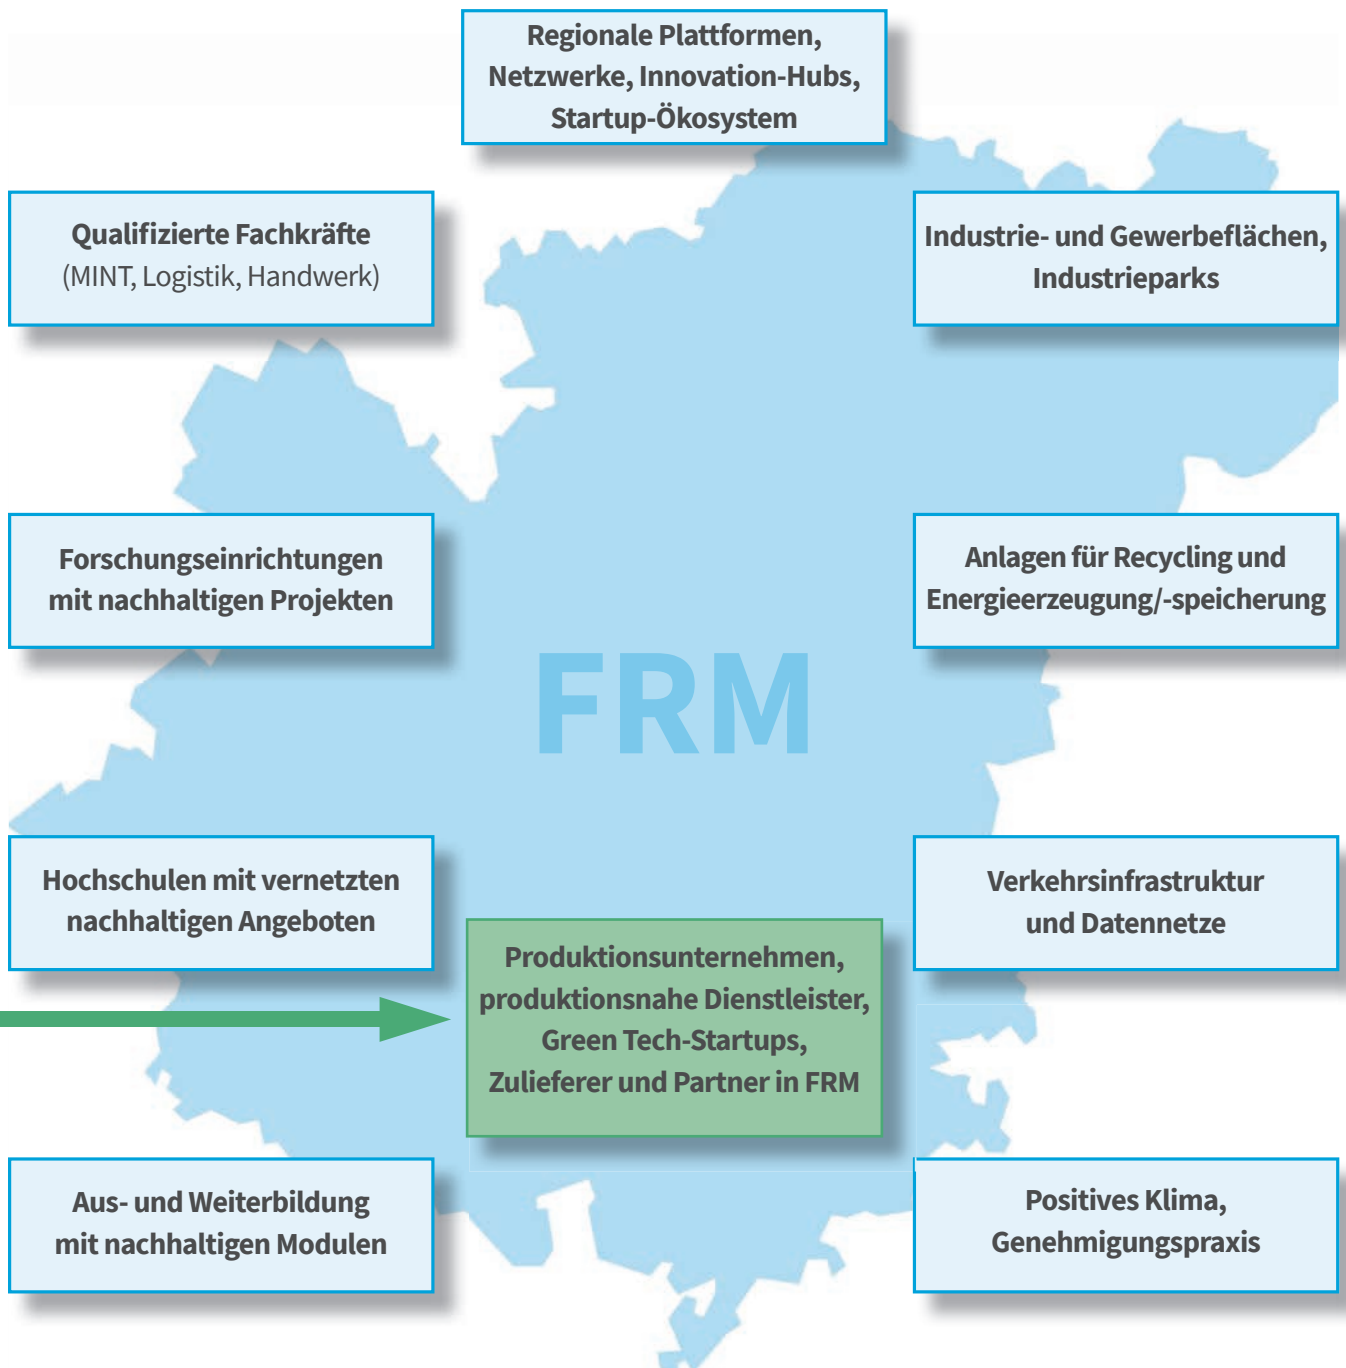 Regionale Plattformen,
Netzwerke, Innovation-Hubs,
Startup-Ökosystem
Qualifizierte Fachkräfte
(MINT, Logistik, Handwerk)
Industrie- und Gewerbeflächen,
Industrieparks
Forschungseinrichtungen
mit nachhaltigen Projekten
Anlagen für Recycling und
Energieerzeugung/-speicherung
FRM
Hochschulen mit vernetzten
nachhaltigen Angeboten
Verkehrsinfrastruktur
und Datennetze
Produktionsunternehmen,
produktionsnahe Dienstleister,
Green Tech-Startups,
Zulieferer und Partner in FRM
Aus- und Weiterbildung
mit nachhaltigen Modulen
Positives Klima,
Genehmigungspraxis